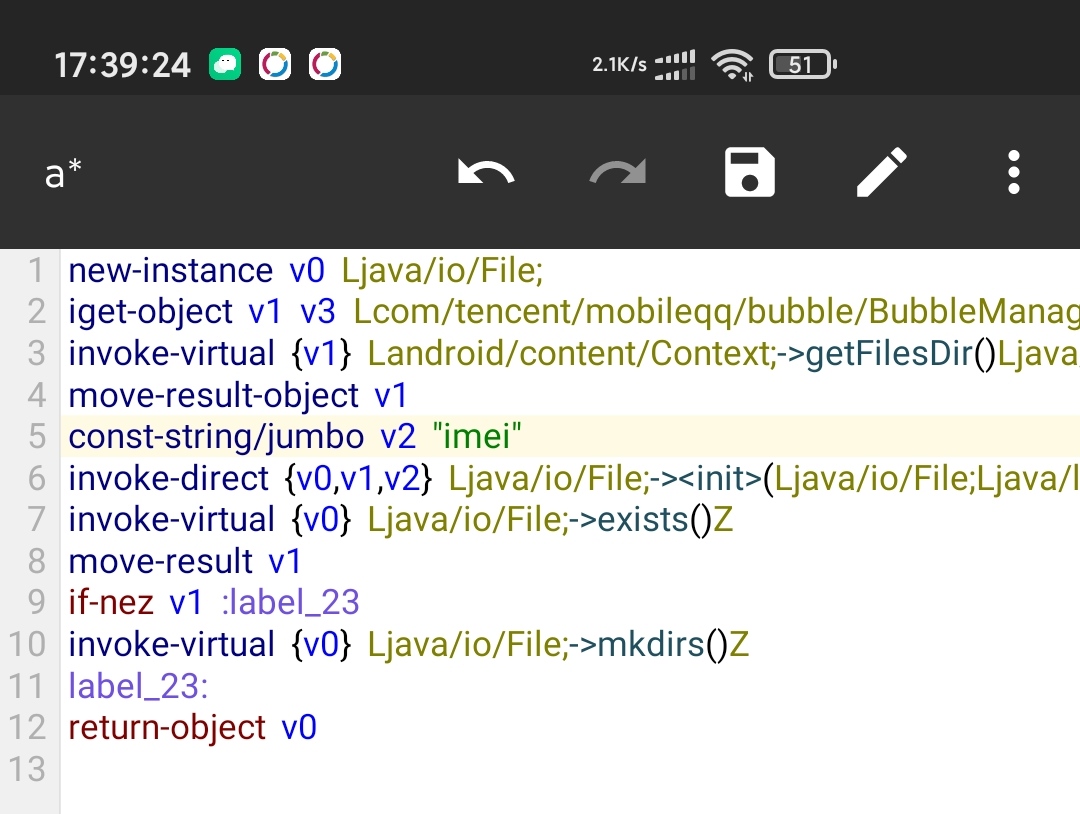 17:39:24 2.1K/s 51
a*
1 new-instance v0 Ljava/io/File;
2 iget-object v1 v3 Lcom/tencent/mobileqq/bubble/BubbleManag
3 invoke-virtual {v1} Landroid/content/Context;->getFilesDir()Ljava/
4 move-result-object v1
5 const-string/jumbo v2 "imei"
6 invoke-direct {v0,v1,v2} Ljava/io/File;-><init>(Ljava/io/File;Ljava/l
7 invoke-virtual {v0} Ljava/io/File;->exists()Z
8 move-result v1
9 if-nez v1 :label_23
10 invoke-virtual {v0} Ljava/io/File;->mkdirs()Z
11 label_23:
12 return-object v0
13